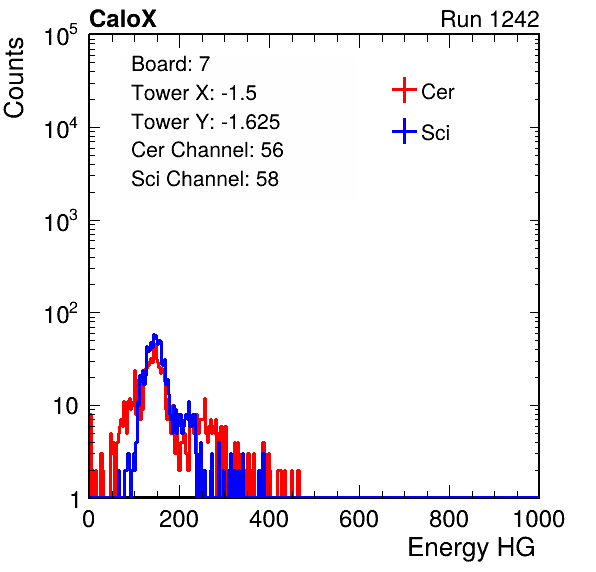 CaloX Run 1242
Counts
Board: 7
Tower X: -1.5
Tower Y: -1.625
Cer Channel: 56
Sci Channel: 58
Cer
Sci
10^5
10^4
10^3
10^2
10
1
0 200 400 600 800 1000
Energy HG